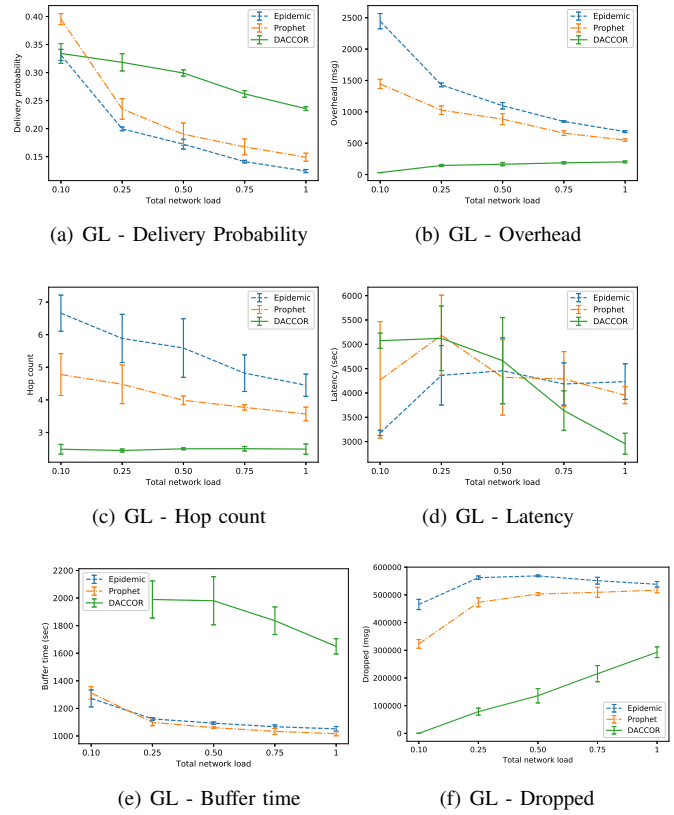 0.40
0.35
0.30
0.25
0.20
0.15
Delivery probability
Epidemic
Prophet
DACCOR
0.10 0.25 0.50 0.75 1
Total network load
(a) GL - Delivery Probability
2500
2000
1500
1000
500
0
Overhead (msg)
Epidemic
Prophet
DACCOR
0.10 0.25 0.50 0.75 1
Total network load
(b) GL - Overhead
7
6
5
4
3
Hop count
Epidemic
Prophet
DACCOR
0.10 0.25 0.50 0.75 1
Total network load
(c) GL - Hop count
6000
5500
5000
4500
4000
3500
3000
Latency (sec)
Epidemic
Prophet
DACCOR
0.10 0.25 0.50 0.75 1
Total network load
(d) GL - Latency
2200
2000
1800
1600
1400
1200
1000
Buffer time (sec)
Epidemic
Prophet
DACCOR
0.10 0.25 0.50 0.75 1
Total network load
(e) GL - Buffer time
600000
500000
400000
300000
200000
100000
0
Dropped (msg)
Epidemic
Prophet
DACCOR
0.10 0.25 0.50 0.75 1
Total network load
(f) GL - Dropped